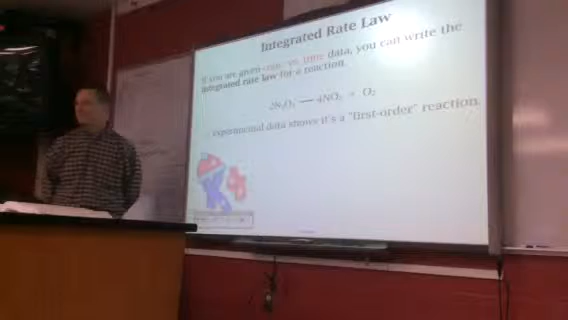 Integrated Rate Law
If you are given conc. vs. time data, you can write the
integrated rate law for a reaction.
2N₂O₅ — 4NO₂ + O₂
experimental data shows it's a "first-order" reaction.